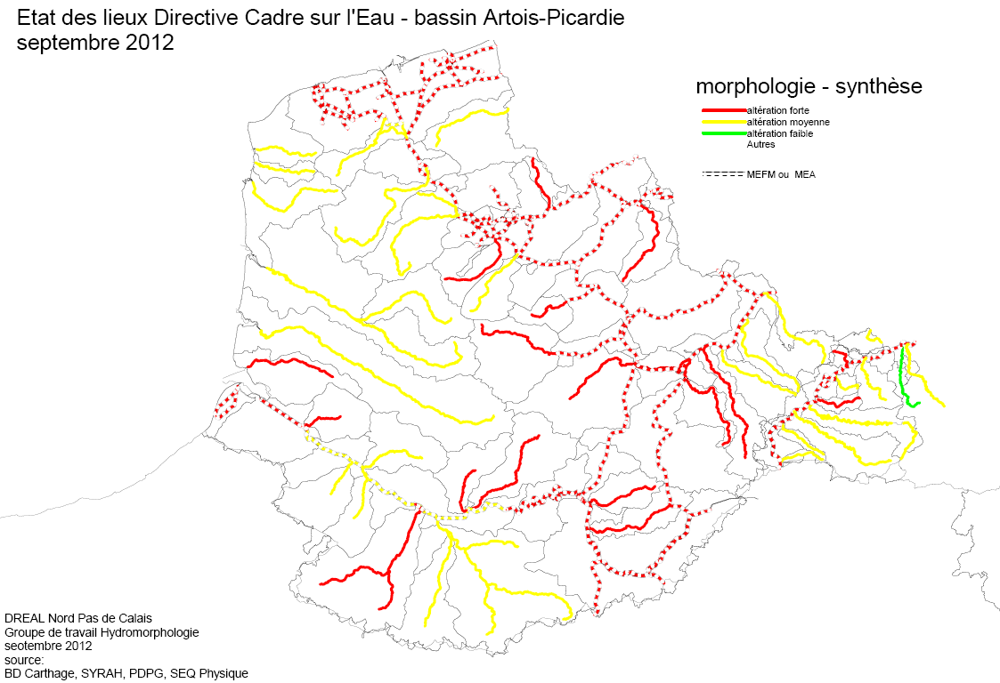 Etat des lieux Directive Cadre sur l'Eau - bassin Artois-Picardie
septembre 2012
morphologie - synthèse
altération forte
altération moyenne
altération faible
Autres
MEFM ou MEA
DREAL Nord Pas de Calais
Groupe de travail Hydromorphologie
seotembre 2012
source:
BD Carthage, SYRAH, PDPG, SEQ Physique